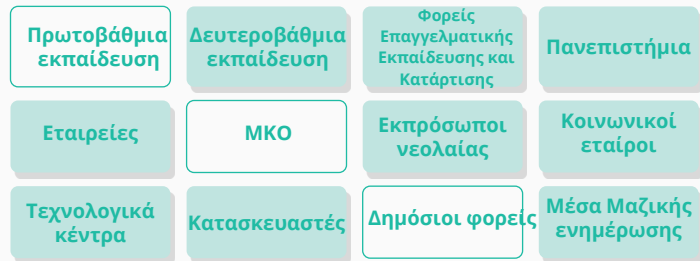 Πρωτοβάθμια
εκπαίδευση
Δευτεροβάθμια
εκπαίδευση
Φορείς
Επαγγελματικής
Εκπαίδευσης και
Κατάρτισης
Πανεπιστήμια
Εταιρείες
ΜΚΟ
Εκπρόσωποι
νεολαίας
Κοινωνικοί
εταίροι
Τεχνολογικά
κέντρα
Κατασκευαστές
Δημόσιοι φορείς
Μέσα Μαζικής
ενημέρωσης